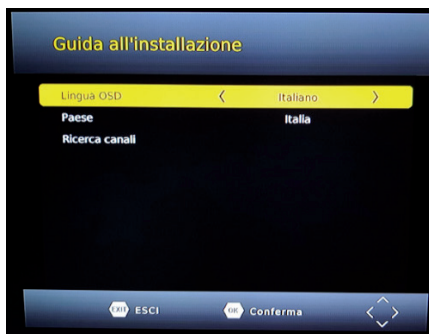 Guida all'installazione
Lingua OSD Italiano
Paese Italia
Ricerca canali
EXIT ESCI OK Conferma